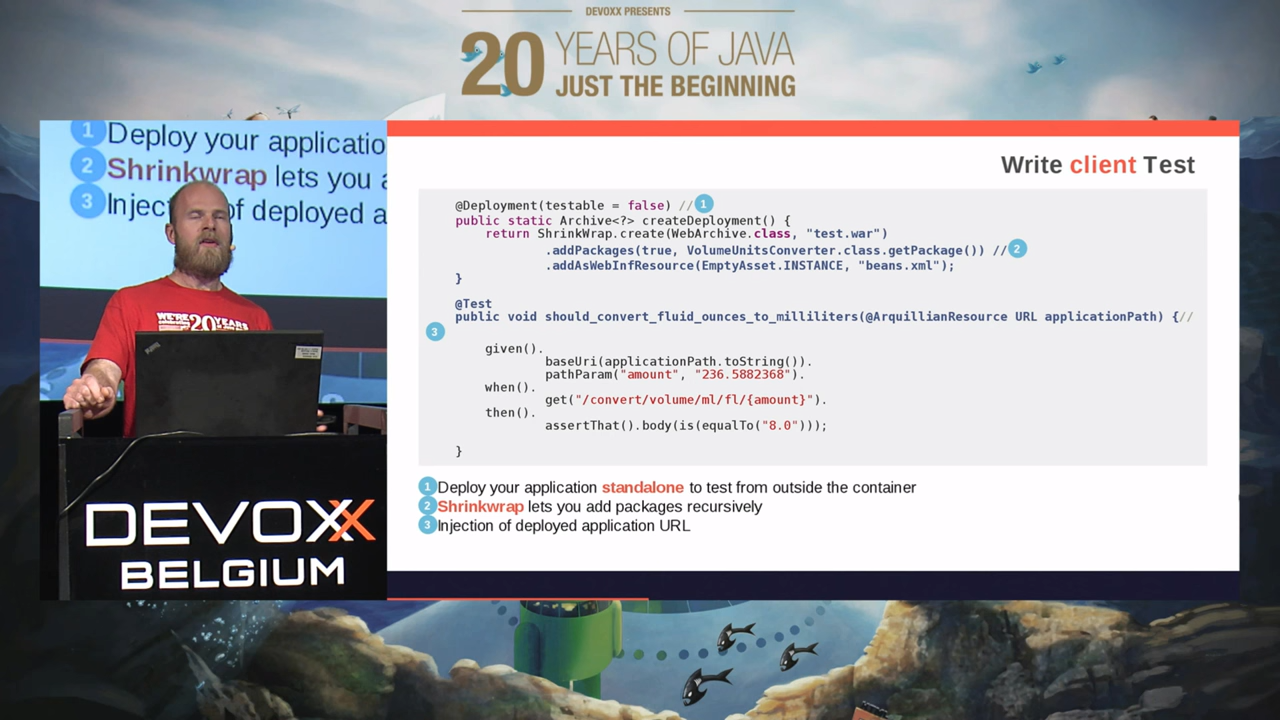 DEVOXX PRESENTS
20 YEARS OF JAVA
JUST THE BEGINNING
1 Deploy your applicatio
2 Shrinkwrap lets you a
3 Injec of deployed a
WE'RE
20 YEARS
DEVOXX
BELGIUM
Write client Test
@Deployment(testable = false) // 1
public static Archive<?> createDeployment() {
return ShrinkWrap.create(WebArchive.class, "test.war")
.addPackages(true, VolumeUnitsConverter.class.getPackage()) // 2
.addAsWebInfResource(EmptyAsset.INSTANCE, "beans.xml");
}
@Test
public void should_convert_fluid_ounces_to_milliliters(@ArquillianResource URL applicationPath) {//
3
given().
baseUri(applicationPath.toString()).
pathParam("amount", "236.5882368").
when().
get("/convert/volume/ml/fl/{amount}").
then().
assertThat().body(is(equalTo("8.0")));
}
1 Deploy your application standalone to test from outside the container
2 Shrinkwrap lets you add packages recursively
3 Injection of deployed application URL